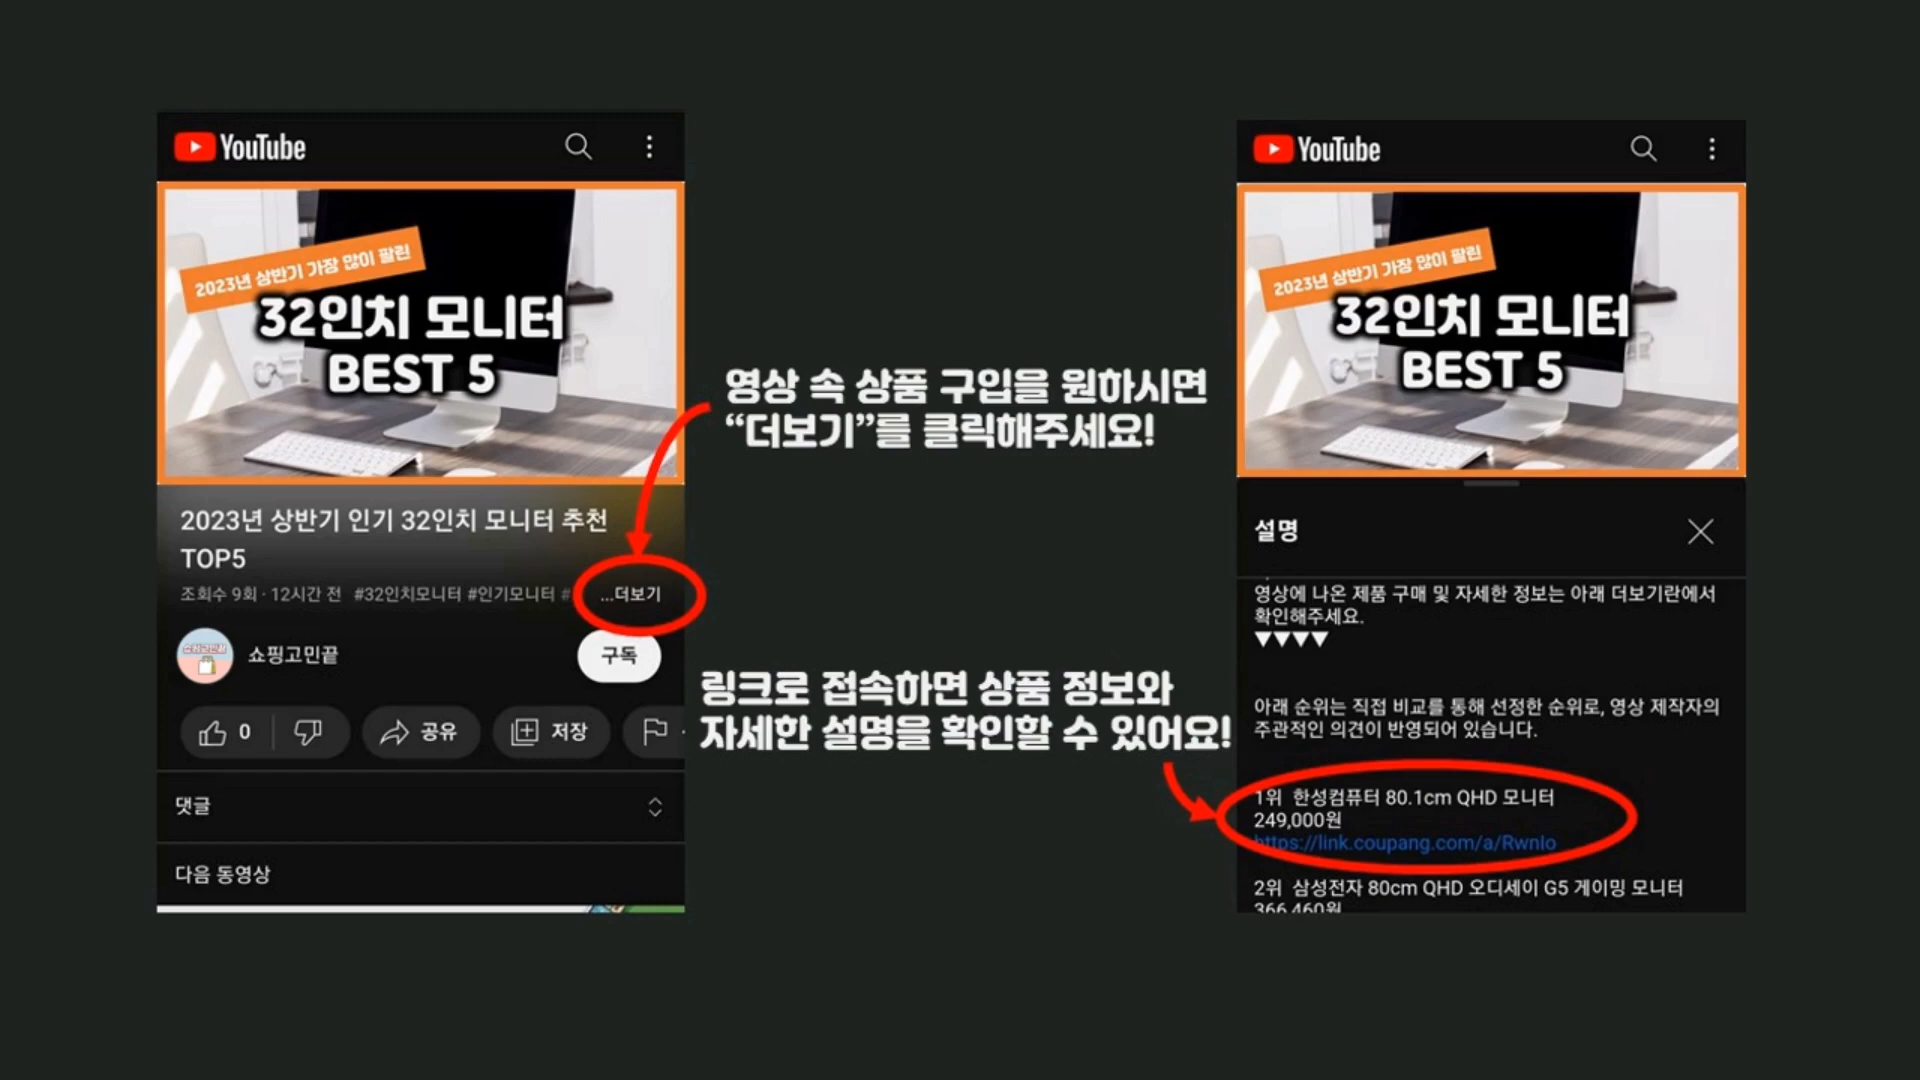 YouTube
2023년 상반기 가장 많이 팔린
32인치 모니터
BEST 5
2023년 상반기 인기 32인치 모니터 추천
TOP5
조회수 9회 · 12시간 전 #32인치모니터 #인기모니터 # ...더보기
쇼핑고민끝
쇼핑고민끝
구독
0
공유
저장
댓글
다음 동영상
영상 속 상품 구입을 원하시면
“더보기”를 클릭해주세요!
링크로 접속하면 상품 정보와
자세한 설명을 확인할 수 있어요!
YouTube
2023년 상반기 가장 많이 팔린
32인치 모니터
BEST 5
설명
영상에 나온 제품 구매 및 자세한 정보는 아래 더보기란에서
확인해주세요.
▼▼▼▼
아래 순위는 직접 비교를 통해 선정한 순위로, 영상 제작자의
주관적인 의견이 반영되어 있습니다.
1위 한성컴퓨터 80.1cm QHD 모니터
249,000원
https://link.coupang.com/a/RwnIo
2위 삼성전자 80cm QHD 오디세이 G5 게이밍 모니터
366,460원